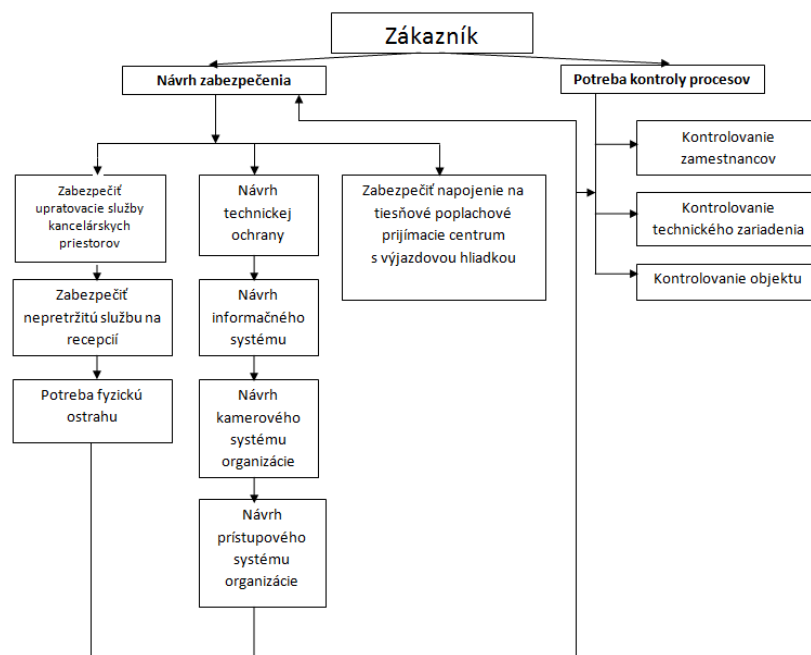 Zákazník
Návrh zabezpečenia
Potreba kontroly procesov
Zabezpečiť
upratovacie služby
kancelárskych
priestorov
Zabezpečiť
nepretržitú službu na
recepcií
Potreba fyzickú
ostrahu
Návrh
technickej
ochrany
Návrh
informačného
systému
Návrh
kamerového
systému
organizácie
Návrh
prístupového
systému
organizácie
Zabezpečiť napojenie na
tiesňové poplachové
prijímacie centrum
s výjazdovou hliadkou
Kontrolovanie
zamestnancov
Kontrolovanie
technického zariadenia
Kontrolovanie objektu